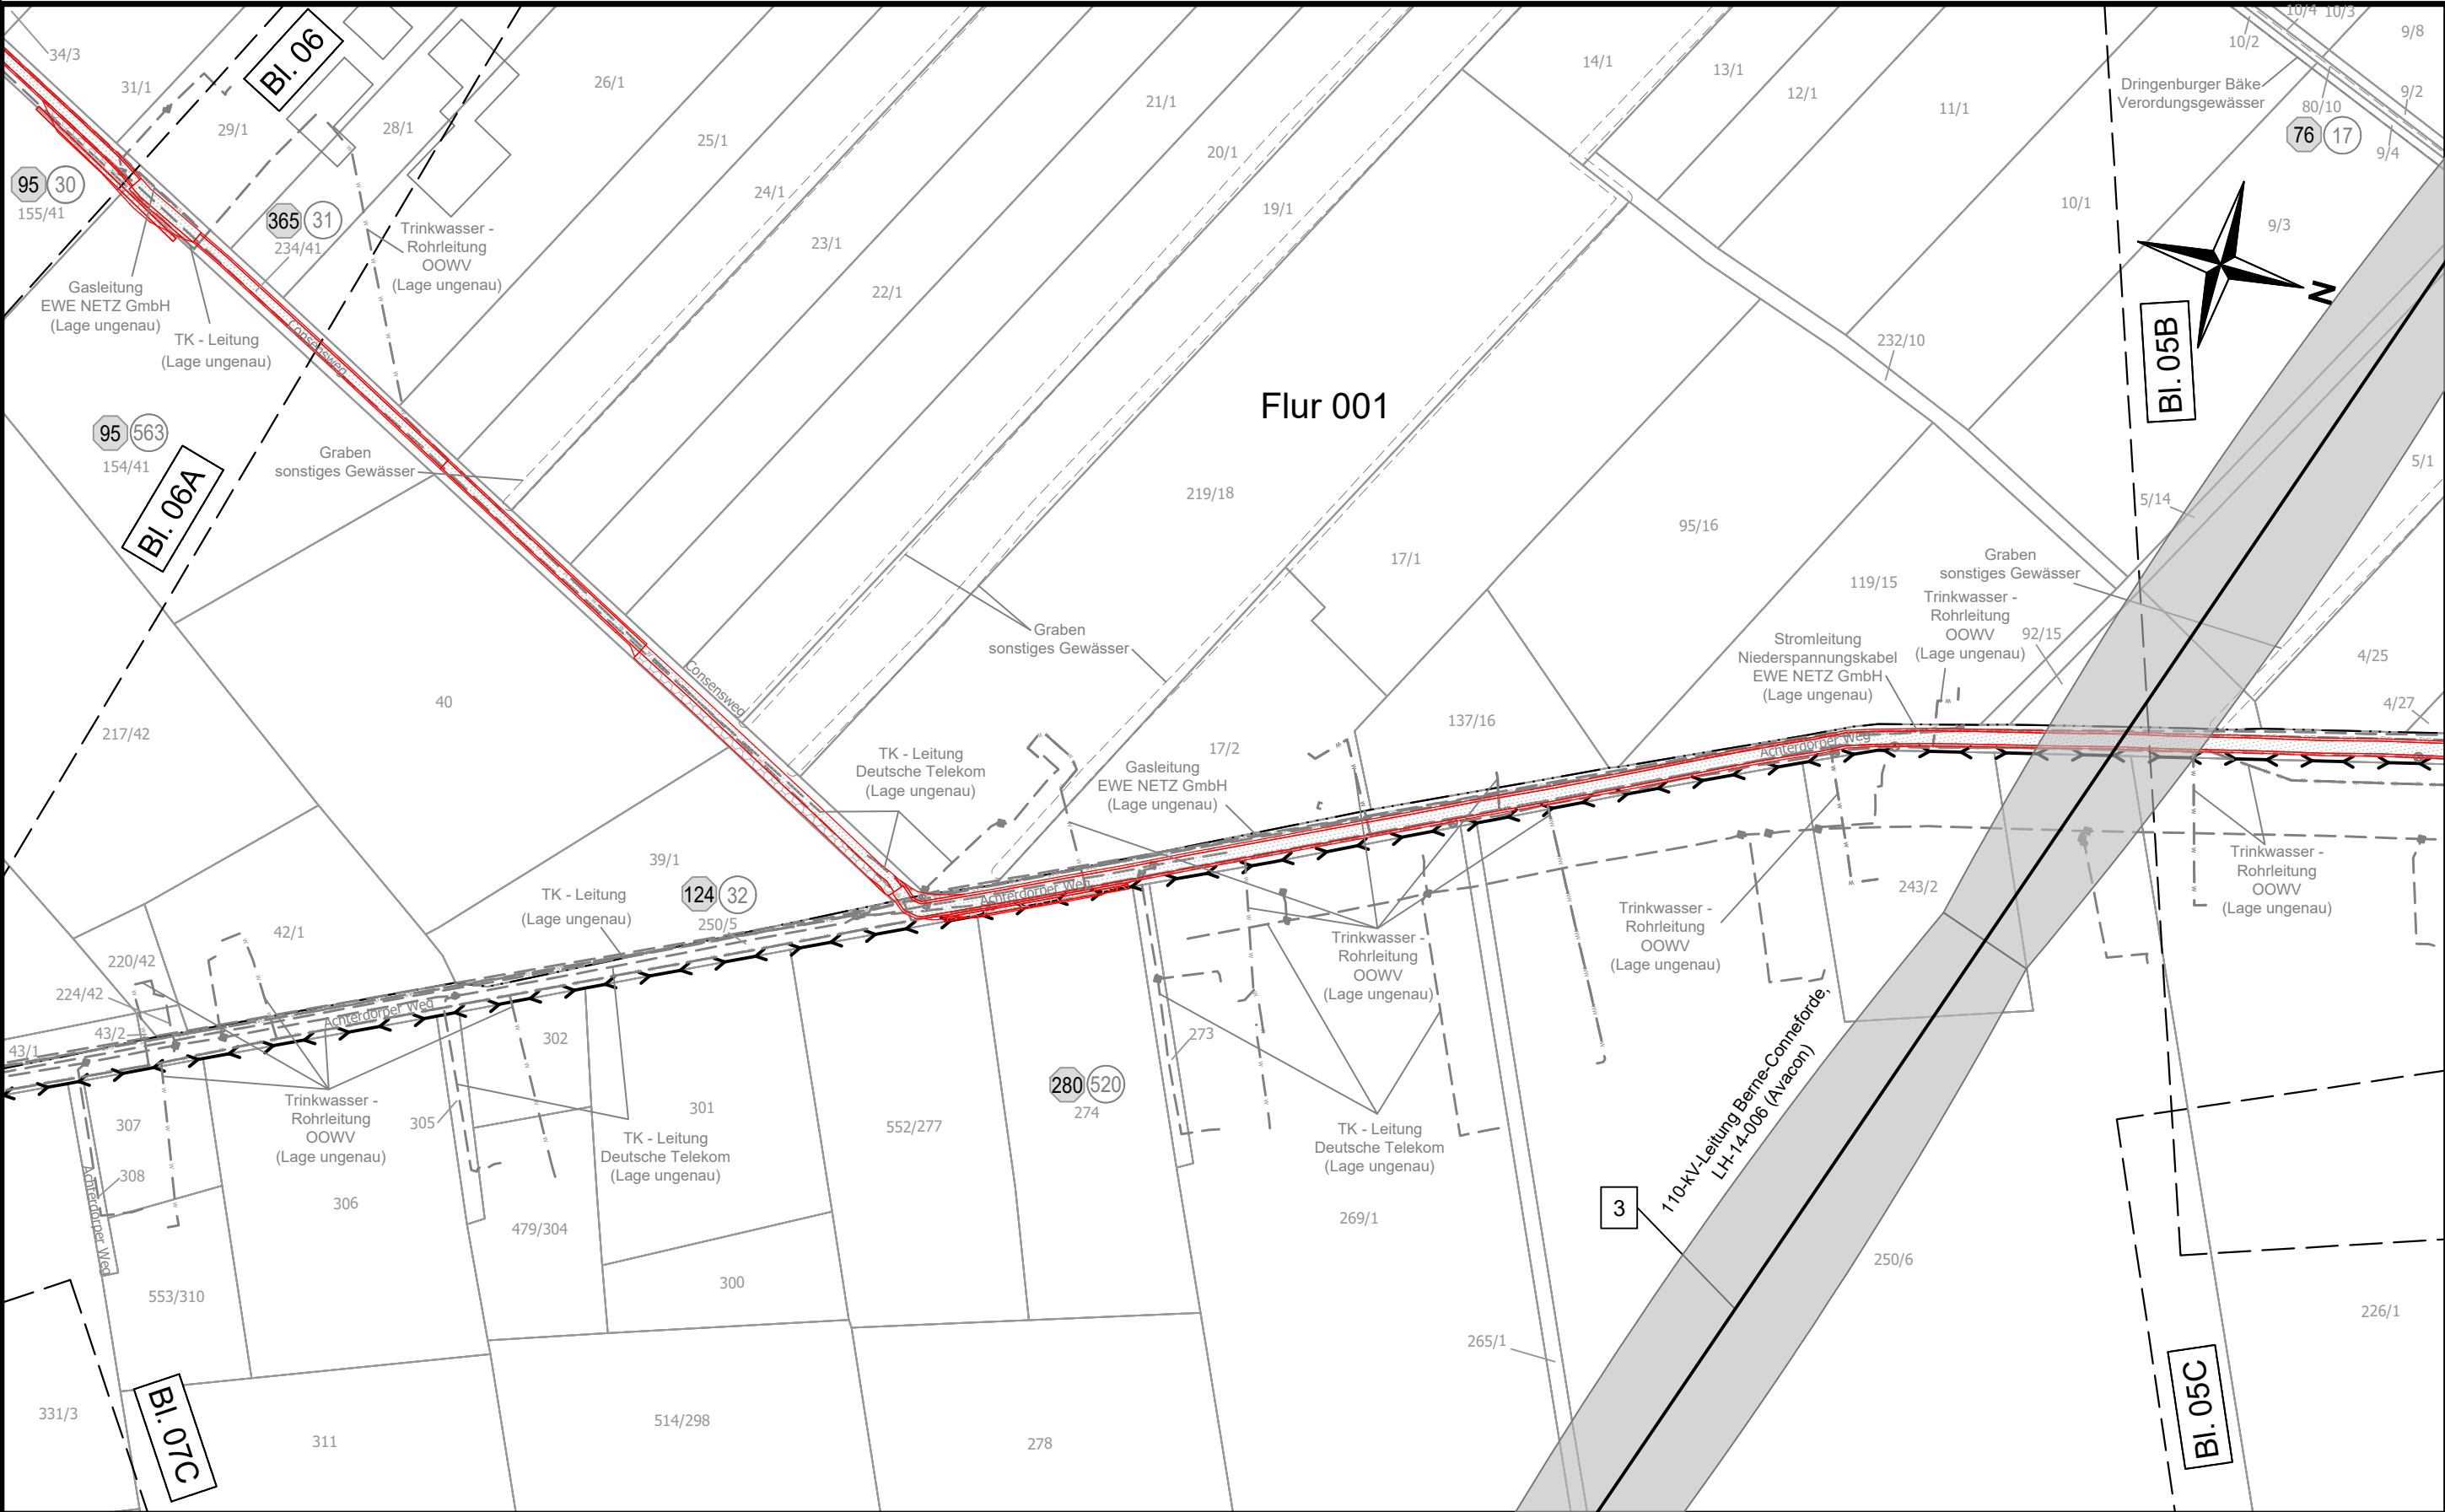 34/3
31/1
Bl. 06
29/1
28/1
26/1
25/1
24/1
23/1
22/1
21/1
20/1
19/1
14/1
13/1
12/1
11/1
10/1
10/2
10/4
10/3
9/8
Dringenburger Bäke
Verordungsgewässer
80/10
9/2
76
17
9/4
9/3
N
95
30
155/41
365
31
234/41
Trinkwasser -
Rohrleitung
OOWV
(Lage ungenau)
Gasleitung
EWE NETZ GmbH
(Lage ungenau)
TK - Leitung
(Lage ungenau)
Consensweg
Bl. 05B
232/10
Flur 001
95
563
154/41
Bl. 06A
Graben
sonstiges Gewässer
219/18
17/1
95/16
5/14
5/1
Graben
sonstiges Gewässer
119/15
Trinkwasser -
Rohrleitung
OOWV
(Lage ungenau)
92/15
Stromleitung
Niederspannungskabel
EWE NETZ GmbH
(Lage ungenau)
4/25
4/27
Graben
sonstiges Gewässer
Consensweg
40
217/42
137/16
17/2
Achterdörper Weg
TK - Leitung
Deutsche Telekom
(Lage ungenau)
Gasleitung
EWE NETZ GmbH
(Lage ungenau)
39/1
124
32
250/5
TK - Leitung
(Lage ungenau)
Achterdörper Weg
Trinkwasser -
Rohrleitung
OOWV
(Lage ungenau)
243/2
Trinkwasser -
Rohrleitung
OOWV
(Lage ungenau)
Trinkwasser -
Rohrleitung
OOWV
(Lage ungenau)
42/1
220/42
224/42
43/2
43/1
Achterdörper Weg
302
301
305
307
308
306
Trinkwasser -
Rohrleitung
OOWV
(Lage ungenau)
TK - Leitung
Deutsche Telekom
(Lage ungenau)
552/277
280
520
274
273
TK - Leitung
Deutsche Telekom
(Lage ungenau)
110-kV-Leitung Berne-Conneforde,
LH-14-006 (Avacon)
3
Achterdörper Weg
479/304
300
269/1
250/6
553/310
265/1
226/1
331/3
Bl. 07C
311
514/298
278
Bl. 05C